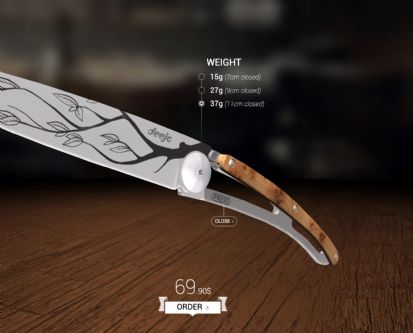 WEIGHT
15g (7cm closed)
27g (9cm closed)
37g (11cm closed)
deejo
CLOSE >
69.90$
ORDER >